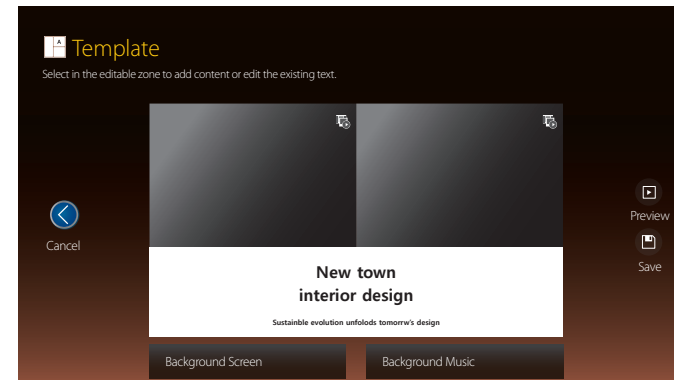 Template
Select in the editable zone to add content or edit the existing text.
Preview
Cancel
Save
New town
interior design
Sustainble evolution unfolods tomorrw's design
Background Screen
Background Music